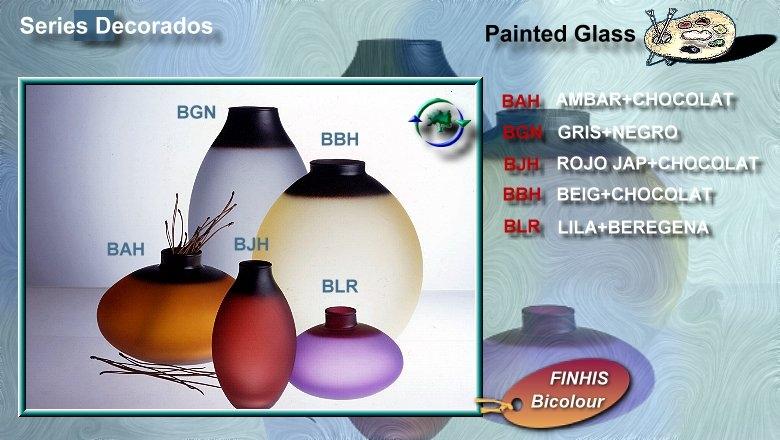 Series Decorados
Painted Glass
BGN
BBH
BAH
BJH
BLR
BAH AMBAR+CHOCOLAT
BGN GRIS+NEGRO
BJH ROJO JAP+CHOCOLAT
BBH BEIG+CHOCOLAT
BLR LILA+BEREGENA
FINHIS
Bicolour